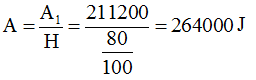 A = A₁/H = 211200/(80/100) = 264000 J